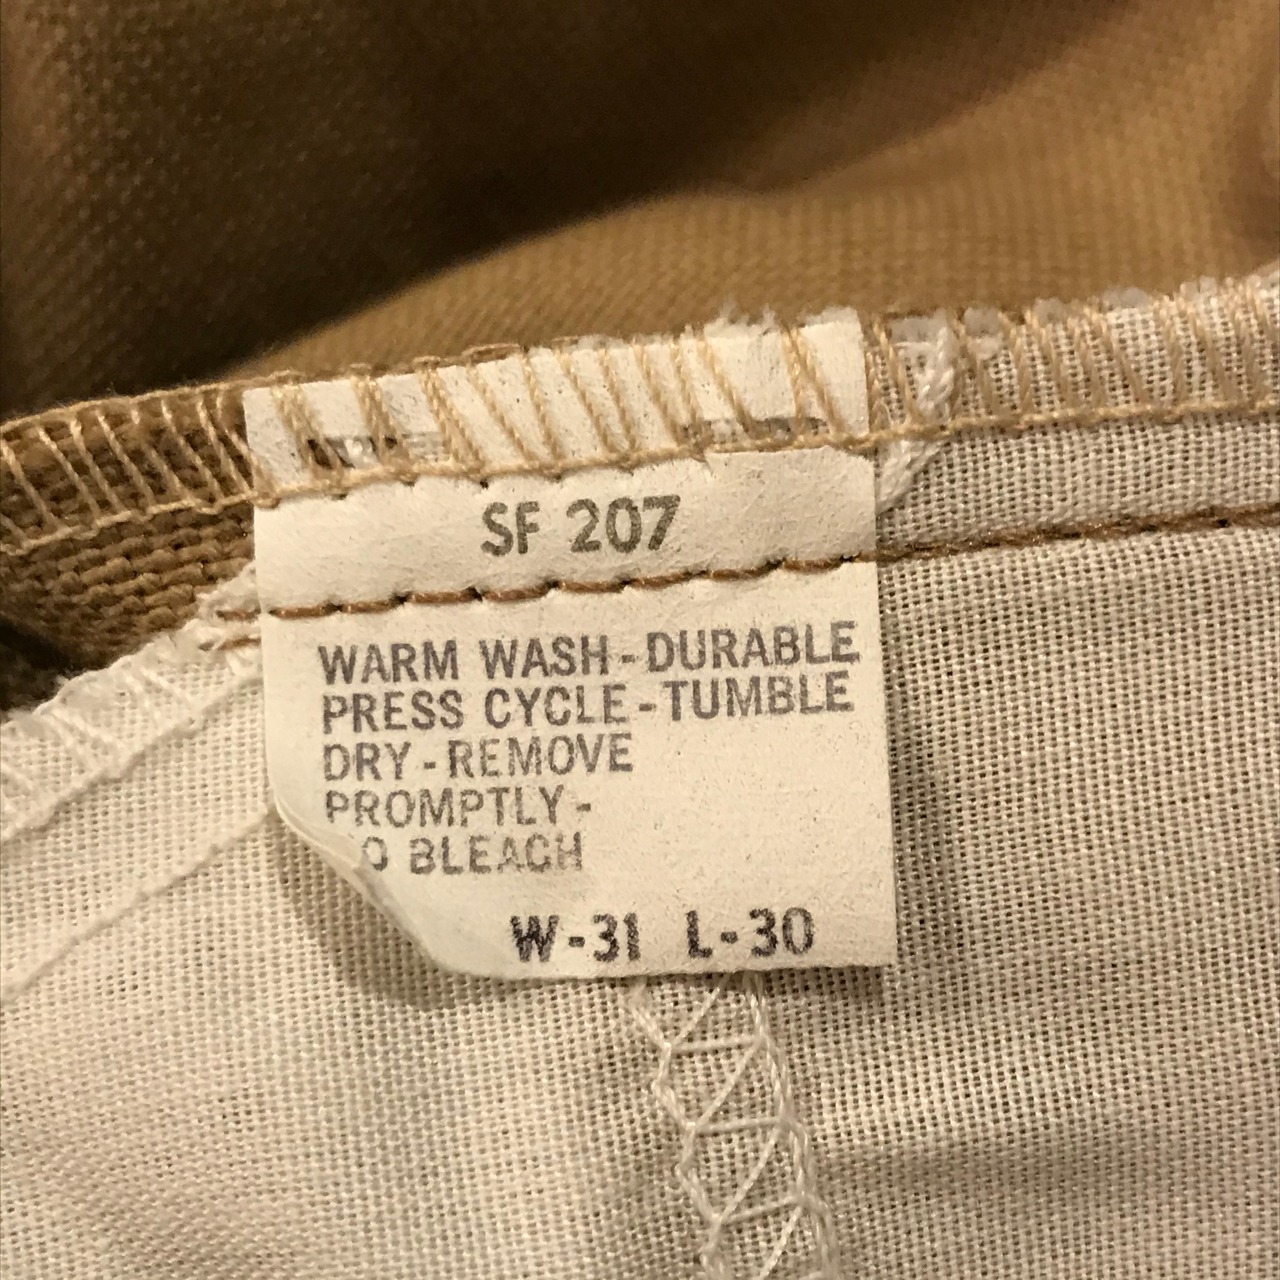 SF 207
WARM WASH-DURABLE
PRESS CYCLE-TUMBLE
DRY-REMOVE
PROMPTLY-
O BLEACH
W-31 L-30